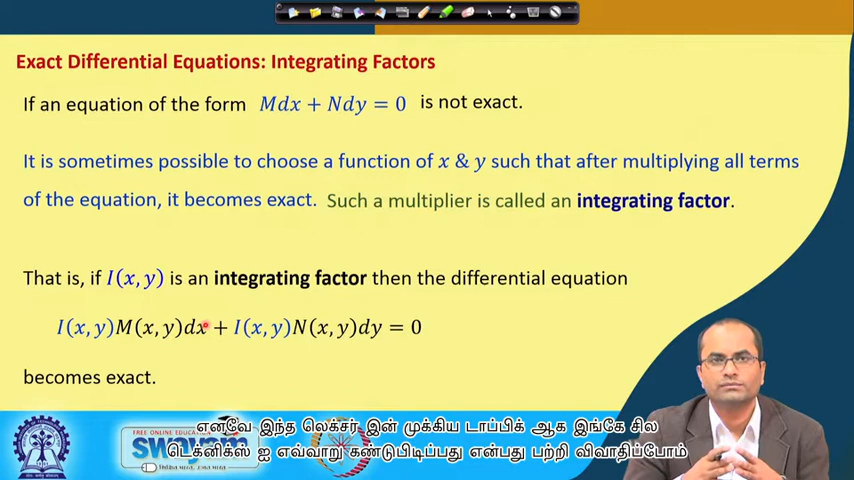 Exact Differential Equations: Integrating Factors
If an equation of the form Mdx + Ndy = 0 is not exact.
It is sometimes possible to choose a function of x & y such that after multiplying all terms
of the equation, it becomes exact. Such a multiplier is called an integrating factor.
That is, if I(x, y) is an integrating factor then the differential equation
I(x, y)M(x, y)dx + I(x, y)N(x, y)dy = 0
becomes exact.
FREE ONLINE EDUCATION
swayam
எனவே இந்த லெக்சர் இன் முக்கிய டாப்பிக் ஆக இங்கே சில
டெக்னிக்ஸ் ஐ எவ்வாறு கண்டுபிடிப்பது என்பது பற்றி விவாதிப்போம்